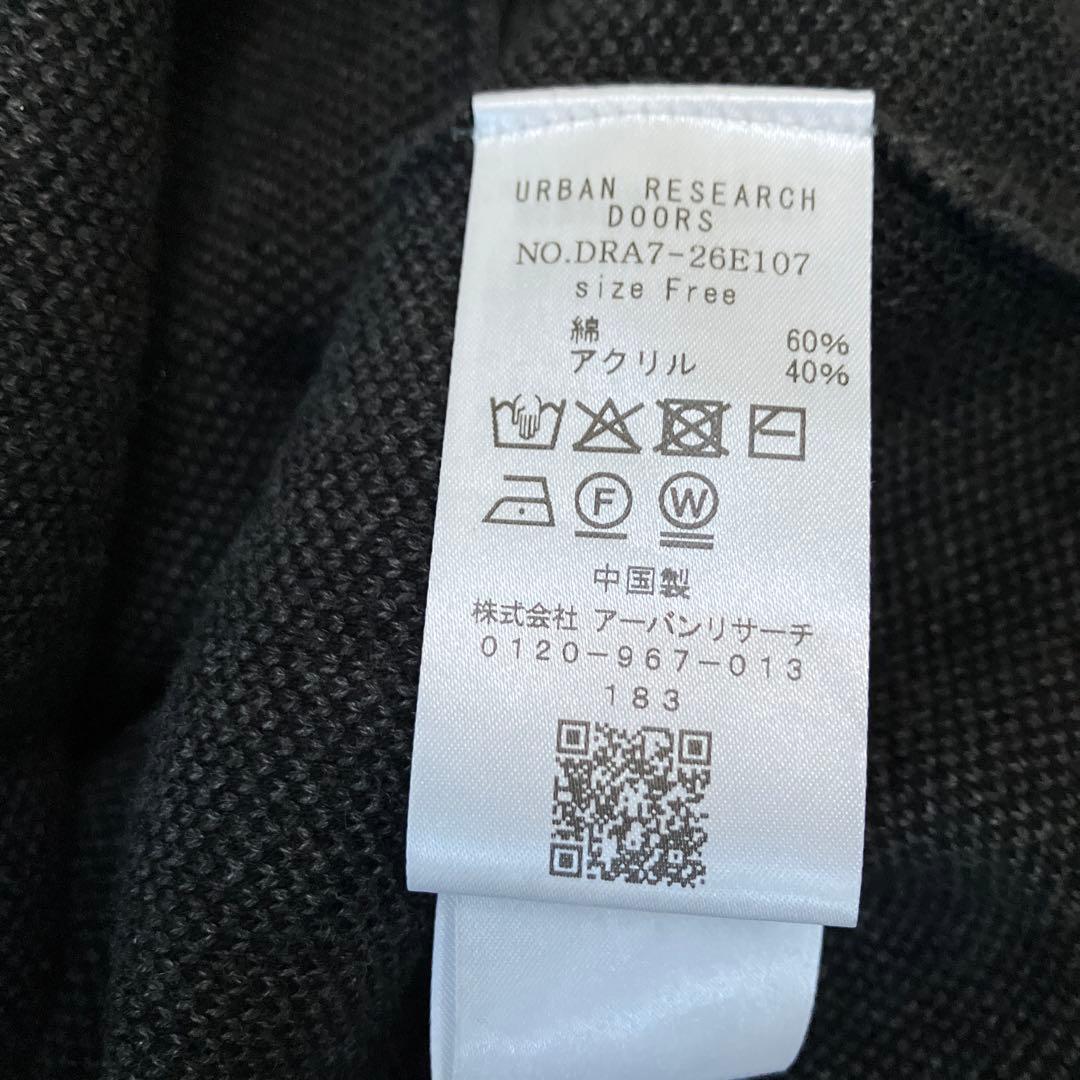 URBAN RESEARCH
DOORS
NO.DRA7-26E107
size Free
綿 60%
アクリル 40%
F W
中国製
株式会社 アーバンリサーチ
0120-967-013
183